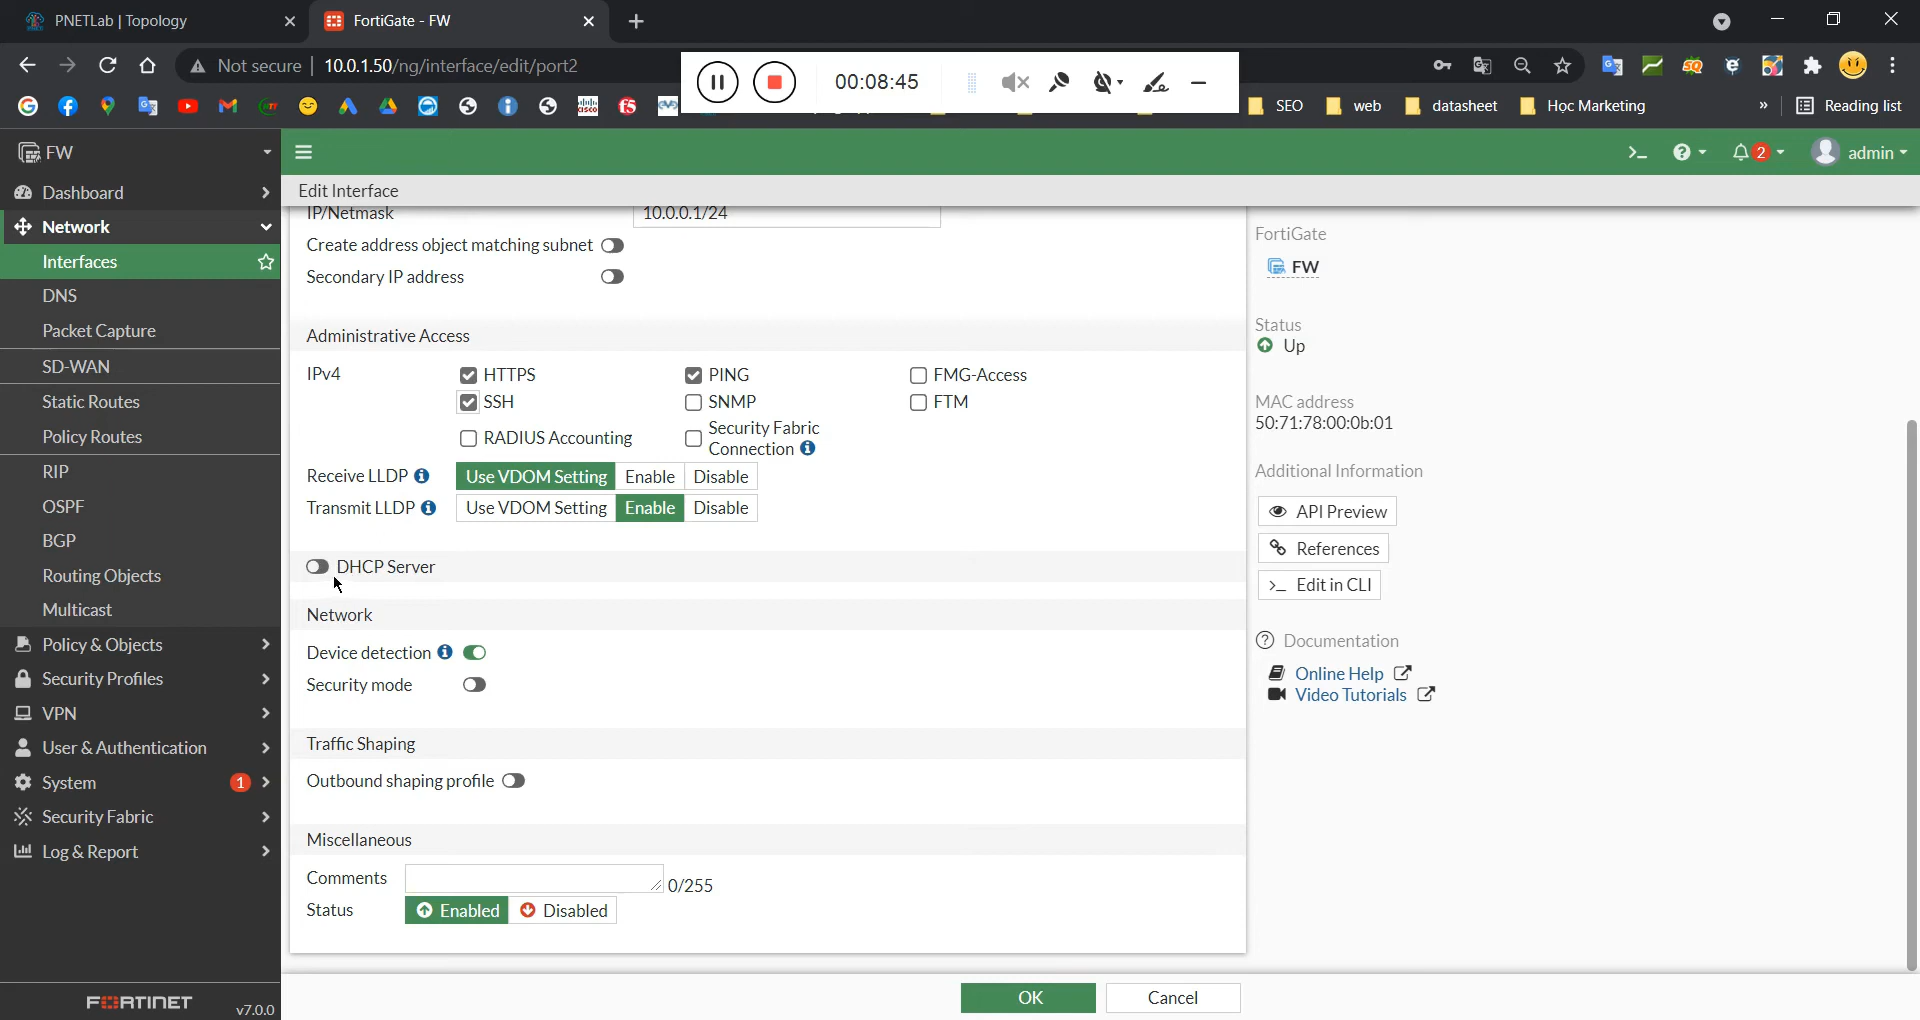 PNETLab | Topology
FortiGate - FW
Not secure | 10.0.1.50/ng/interface/edit/port2
00:08:45
SEO web datasheet Học Marketing » Reading list
FW
2 admin
Dashboard
Network
Interfaces
DNS
Packet Capture
SD-WAN
Static Routes
Policy Routes
RIP
OSPF
BGP
Routing Objects
Multicast
Policy & Objects
Security Profiles
VPN
User & Authentication
System 1
Security Fabric
Log & Report
FORTINET v7.0.0
Edit Interface
IP/Netmask 10.0.0.1/24
Create address object matching subnet
Secondary IP address
Administrative Access
IPv4 HTTPS PING FMG-Access
SSH SNMP FTM
RADIUS Accounting Security Fabric Connection
Receive LLDP Use VDOM Setting Enable Disable
Transmit LLDP Use VDOM Setting Enable Disable
DHCP Server
Network
Device detection
Security mode
Traffic Shaping
Outbound shaping profile
Miscellaneous
Comments 0/255
Status Enabled Disabled
OK Cancel
FortiGate
FW
Status
Up
MAC address
50:71:78:00:0b:01
Additional Information
API Preview
References
>_ Edit in CLI
Documentation
Online Help
Video Tutorials